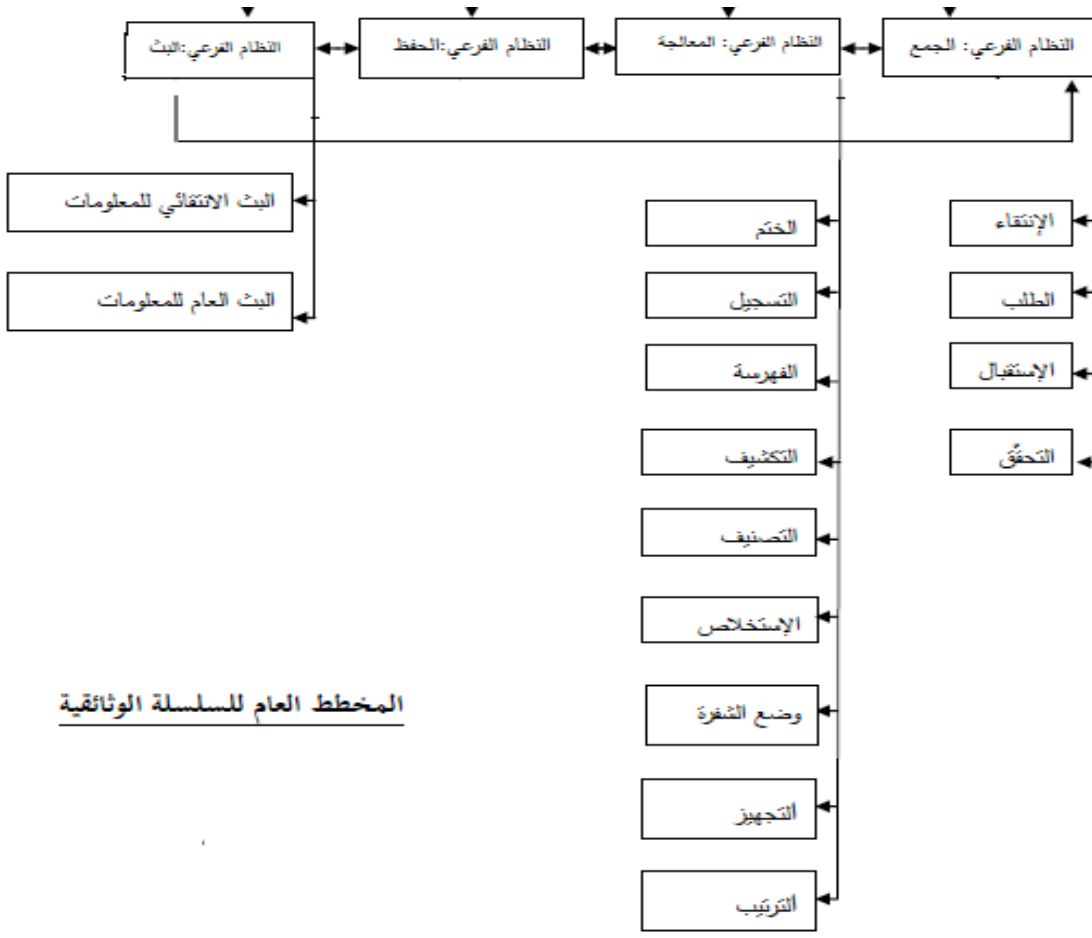 النظام الفرعي: الجمع
النظام الفرعي: المعالجة
النظام الفرعي:الحفظ
النظام الفرعي:البث
الإنتقاء
الطلب
الإستقبال
التحقّق
الختم
التسجيل
الفهرسة
التكشيف
التصنيف
الإستخلاص
وضع الشفرة
التجهيز
الترتيب
البث الانتقائي للمعلومات
البث العام للمعلومات
المخطط العام للسلسلة الوثائقية